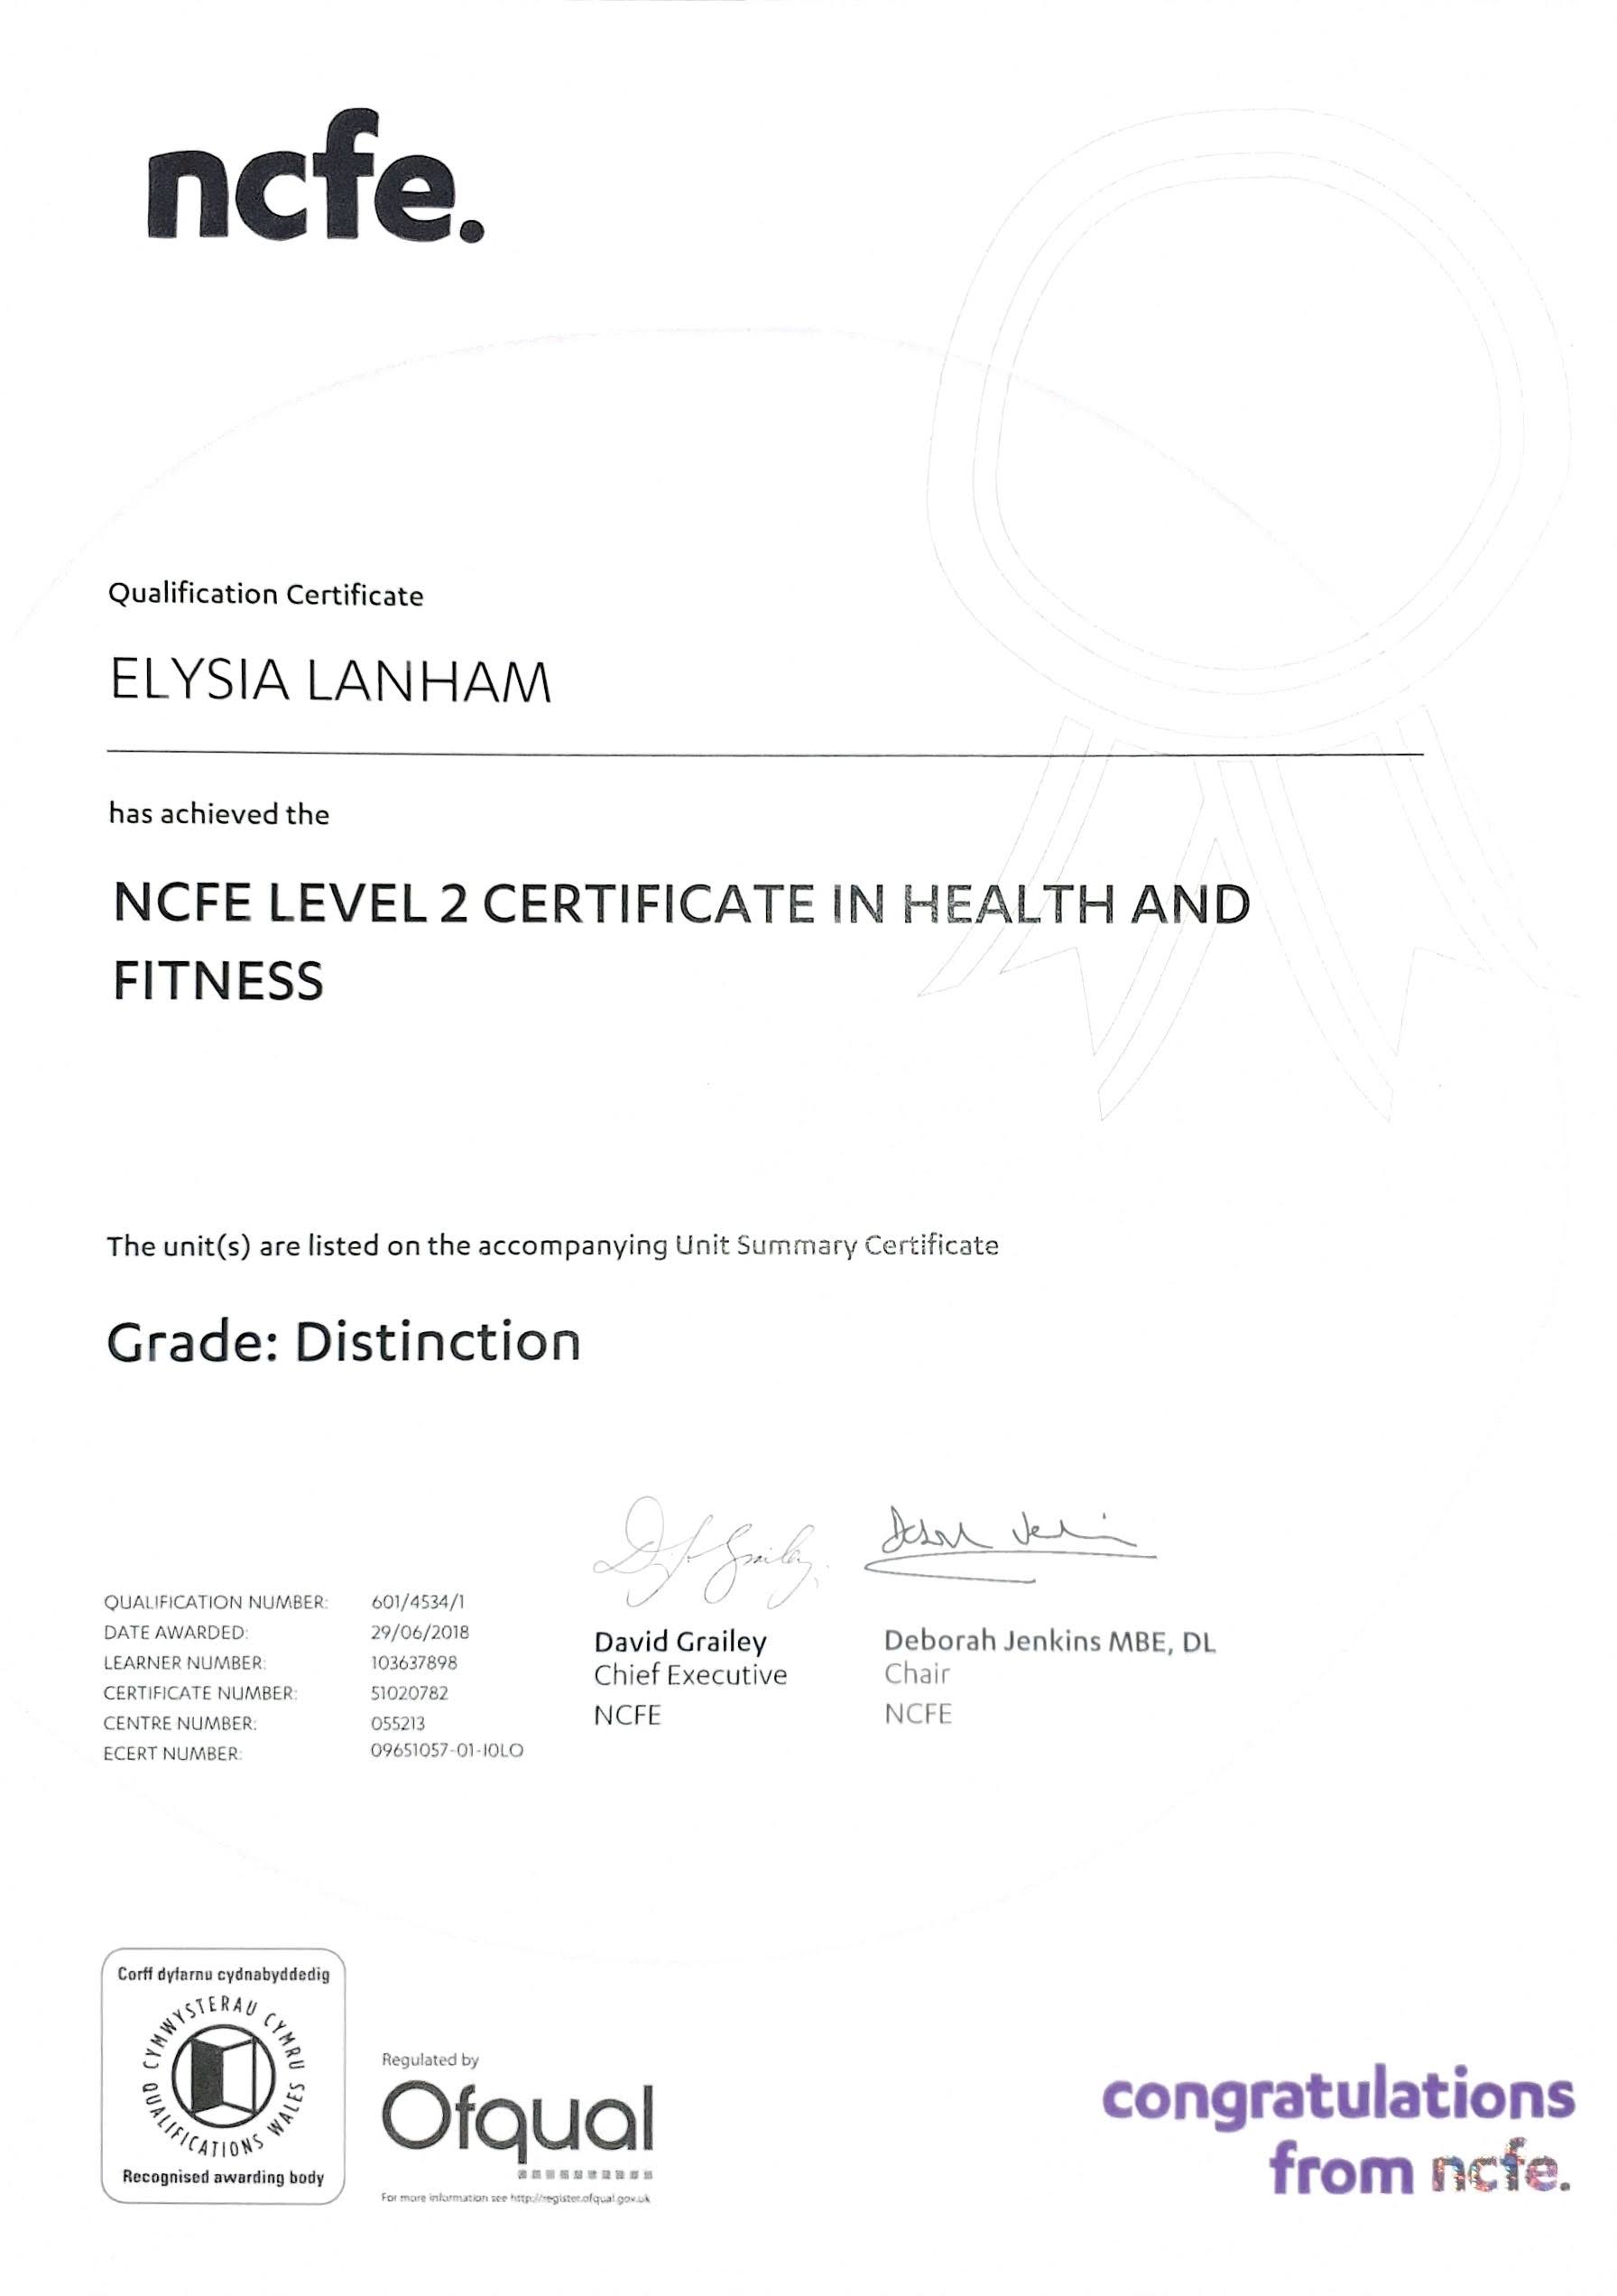 ncfe.
Qualification Certificate
ELYSIA LANHAM
has achieved the
NCFE LEVEL 2 CERTIFICATE IN HEALTH AND
FITNESS
The unit(s) are listed on the accompanying Unit Summary Certificate
Grade: Distinction
QUALIFICATION NUMBER: 601/4534/1
DATE AWARDED: 29/06/2018
LEARNER NUMBER: 103637898
CERTIFICATE NUMBER: 51020782
CENTRE NUMBER: 055213
ECERT NUMBER: 09651057-01-I0LO
David Grailey
Chief Executive
NCFE
Deborah Jenkins MBE, DL
Chair
NCFE
Corff dyfarnu cydnabyddedig
CYMWYSTERAU CYMRU
QUALIFICATIONS WALES
Recognised awarding body
Regulated by
Ofqual
For more information see http://register.ofqual.gov.uk
congratulations
from ncfe.